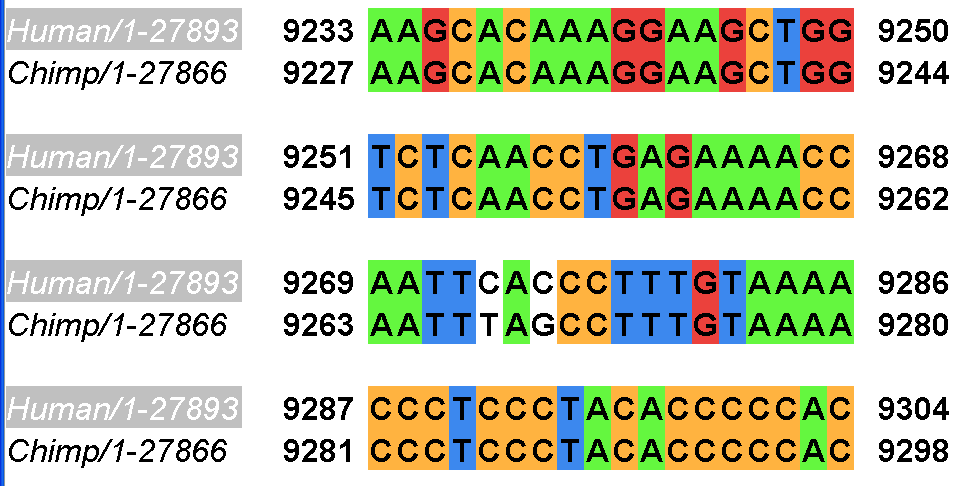 Human/1-27893 9233 AAGCACAAAGGAAGCTGG 9250
Chimp/1-27866 9227 AAGCACAAAGGAAGCTGG 9244
Human/1-27893 9251 TCTCAACCTGAGAAAACC 9268
Chimp/1-27866 9245 TCTCAACCTGAGAAAACC 9262
Human/1-27893 9269 AATTCACCCTTTGTAAAA 9286
Chimp/1-27866 9263 AATTTAGCCTTTGTAAAA 9280
Human/1-27893 9287 CCCTCCCTACACCCCCAC 9304
Chimp/1-27866 9281 CCCTCCCTACACCCCCAC 9298